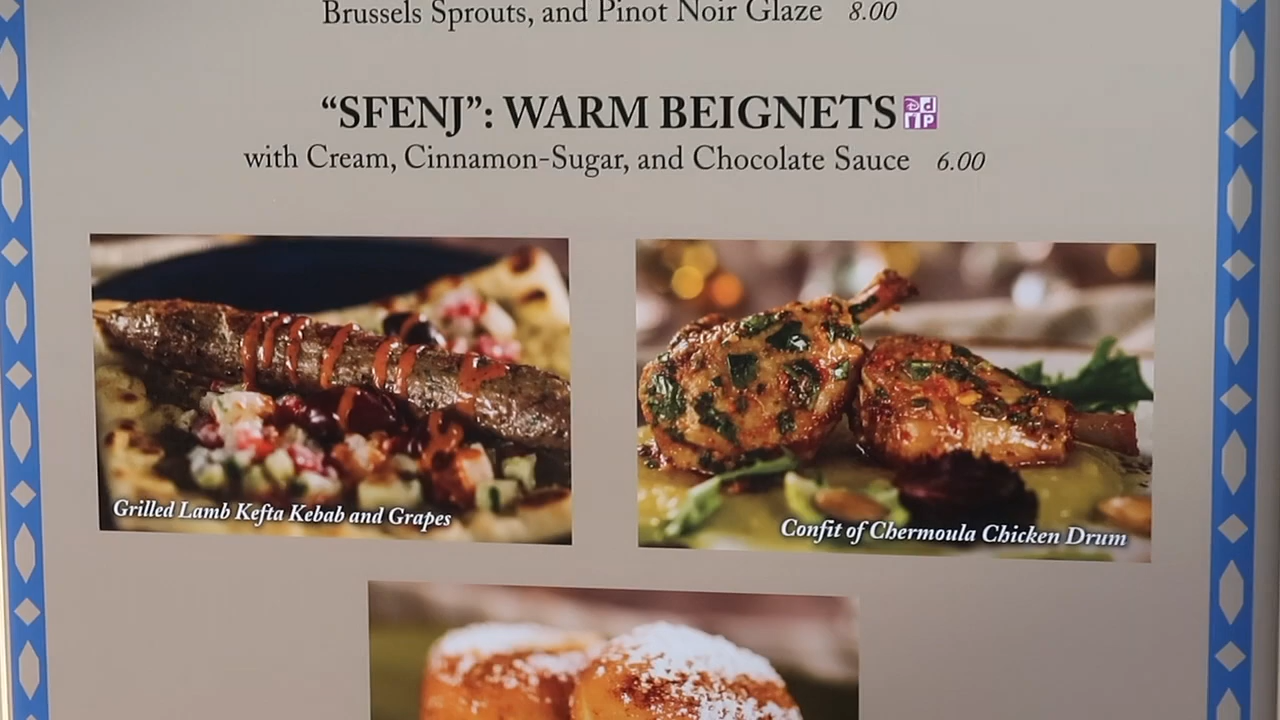 Brussels Sprouts, and Pinot Noir Glaze 8.00
“SFENJ”: WARM BEIGNETS
with Cream, Cinnamon-Sugar, and Chocolate Sauce 6.00
Grilled Lamb Kefta Kebab and Grapes
Confit of Chermoula Chicken Drum